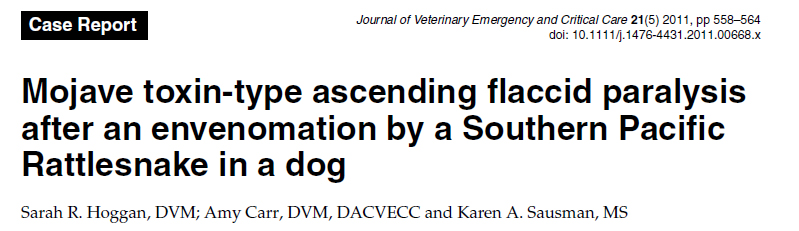 Case Report
Journal of Veterinary Emergency and Critical Care 21(5) 2011, pp 558–564
doi: 10.1111/j.1476-4431.2011.00668.x
Mojave toxin-type ascending flaccid paralysis
after an envenomation by a Southern Pacific
Rattlesnake in a dog
Sarah R. Hoggan, DVM; Amy Carr, DVM, DACVECC and Karen A. Sausman, MS